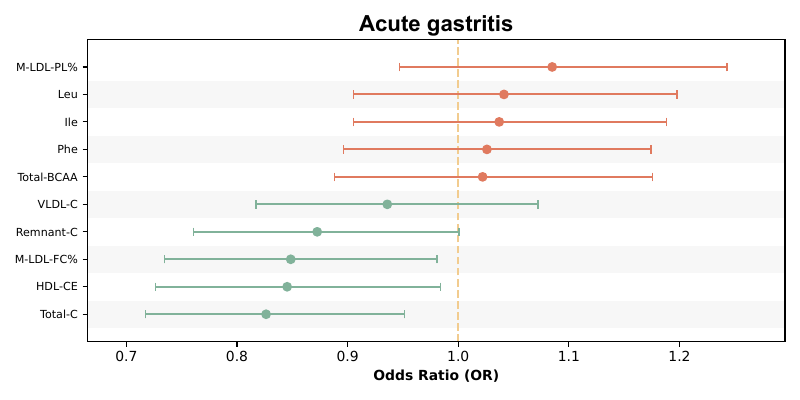 Acute gastritis
M-LDL-PL%
Leu
Ile
Phe
Total-BCAA
VLDL-C
Remnant-C
M-LDL-FC%
HDL-CE
Total-C
0.7 0.8 0.9 1.0 1.1 1.2
Odds Ratio (OR)